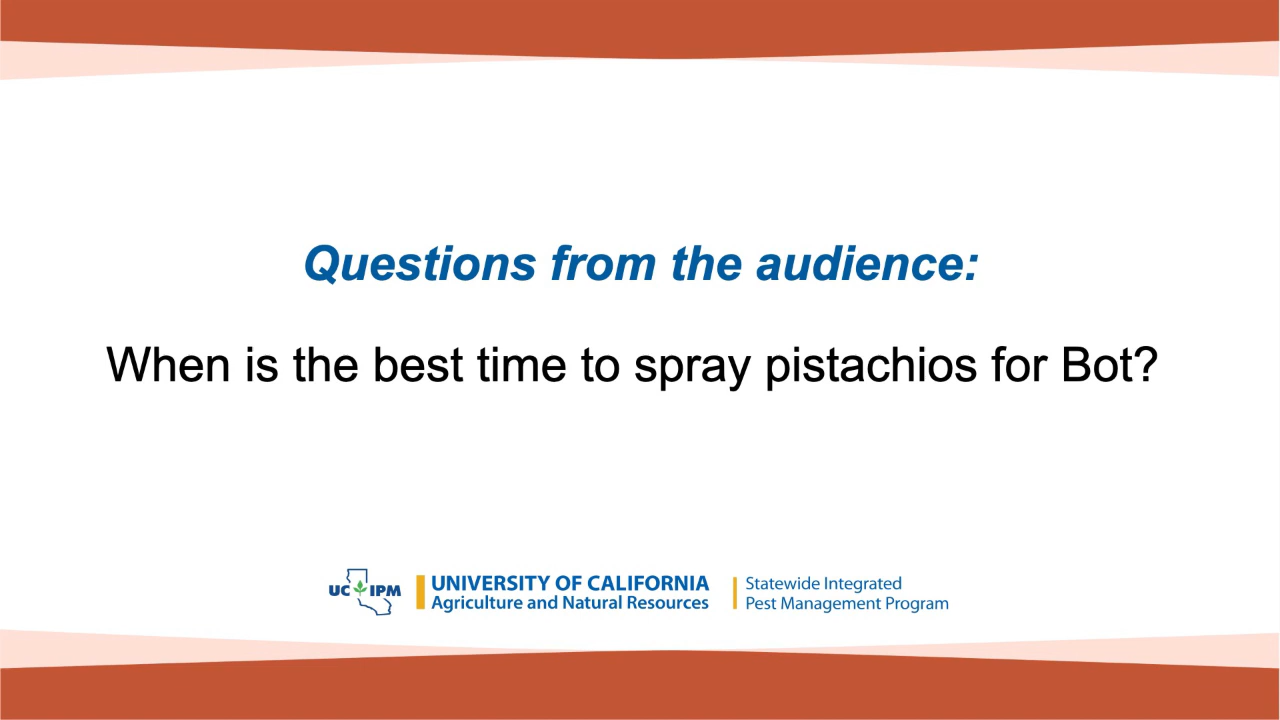 Questions from the audience:
When is the best time to spray pistachios for Bot?
UC IPM
UNIVERSITY OF CALIFORNIA
Agriculture and Natural Resources
Statewide Integrated
Pest Management Program